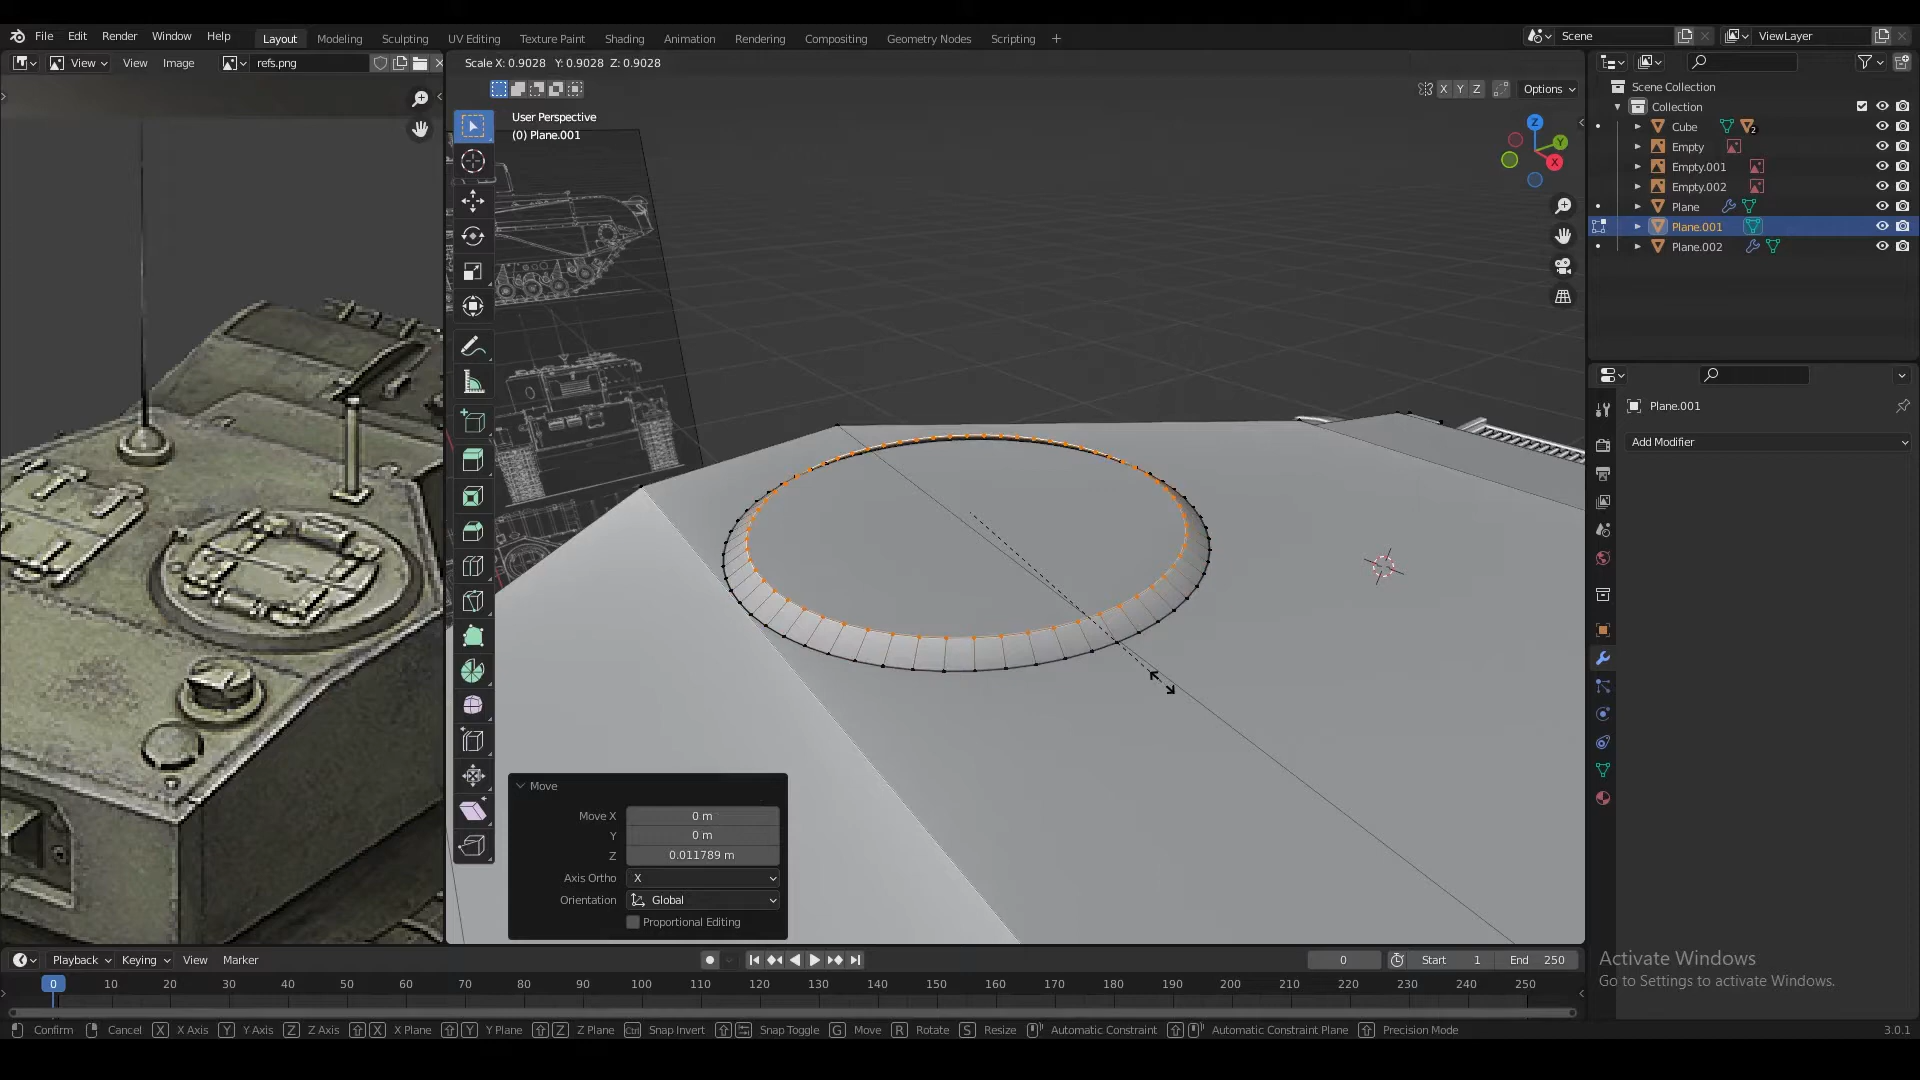 File Edit Render Window Help
Layout Modeling Sculpting UV Editing Texture Paint Shading Animation Rendering Compositing Geometry Nodes Scripting +
Scene
ViewLayer
View View Image refs.png
Scale X: 0.9028 Y: 0.9028 Z: 0.9028
X Y Z Options
User Perspective
(0) Plane.001
Z
Y
X
Scene Collection
Collection
Cube 2
Empty
Empty.001
Empty.002
Plane
Plane.001
Plane.002
Plane.001
Add Modifier
Move
Move X 0 m
Y 0 m
Z 0.011789 m
Axis Ortho X
Orientation Global
Proportional Editing
Activate Windows
Go to Settings to activate Windows.
Playback Keying View Marker
0 Start 1 End 250
0 10 20 30 40 50 60 70 80 90 100 110 120 130 140 150 160 170 180 190 200 210 220 230 240 250
Confirm Cancel X X Axis Y Y Axis Z Z Axis X X Plane Y Y Plane Z Z Plane Ctrl Snap Invert Snap Toggle G Move R Rotate S Resize Automatic Constraint Automatic Constraint Plane Precision Mode 3.0.1